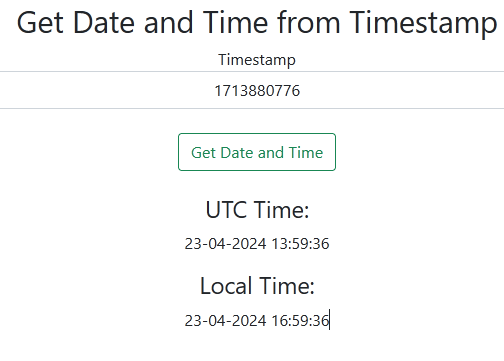 Get Date and Time from Timestamp
Timestamp
1713880776
Get Date and Time
UTC Time:
23-04-2024 13:59:36
Local Time:
23-04-2024 16:59:36